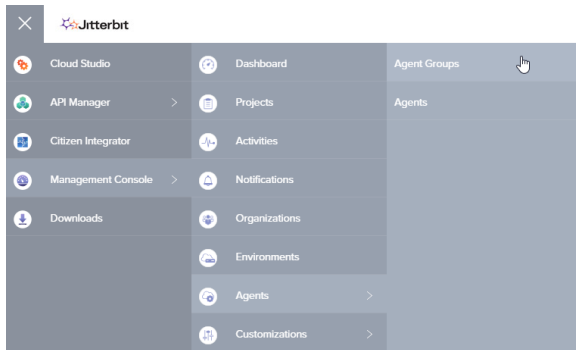 Jitterbit
Cloud Studio
API Manager
Citizen Integrator
Management Console
Downloads
Dashboard
Projects
Activities
Notifications
Organizations
Environments
Agents
Customizations
Agent Groups
Agents